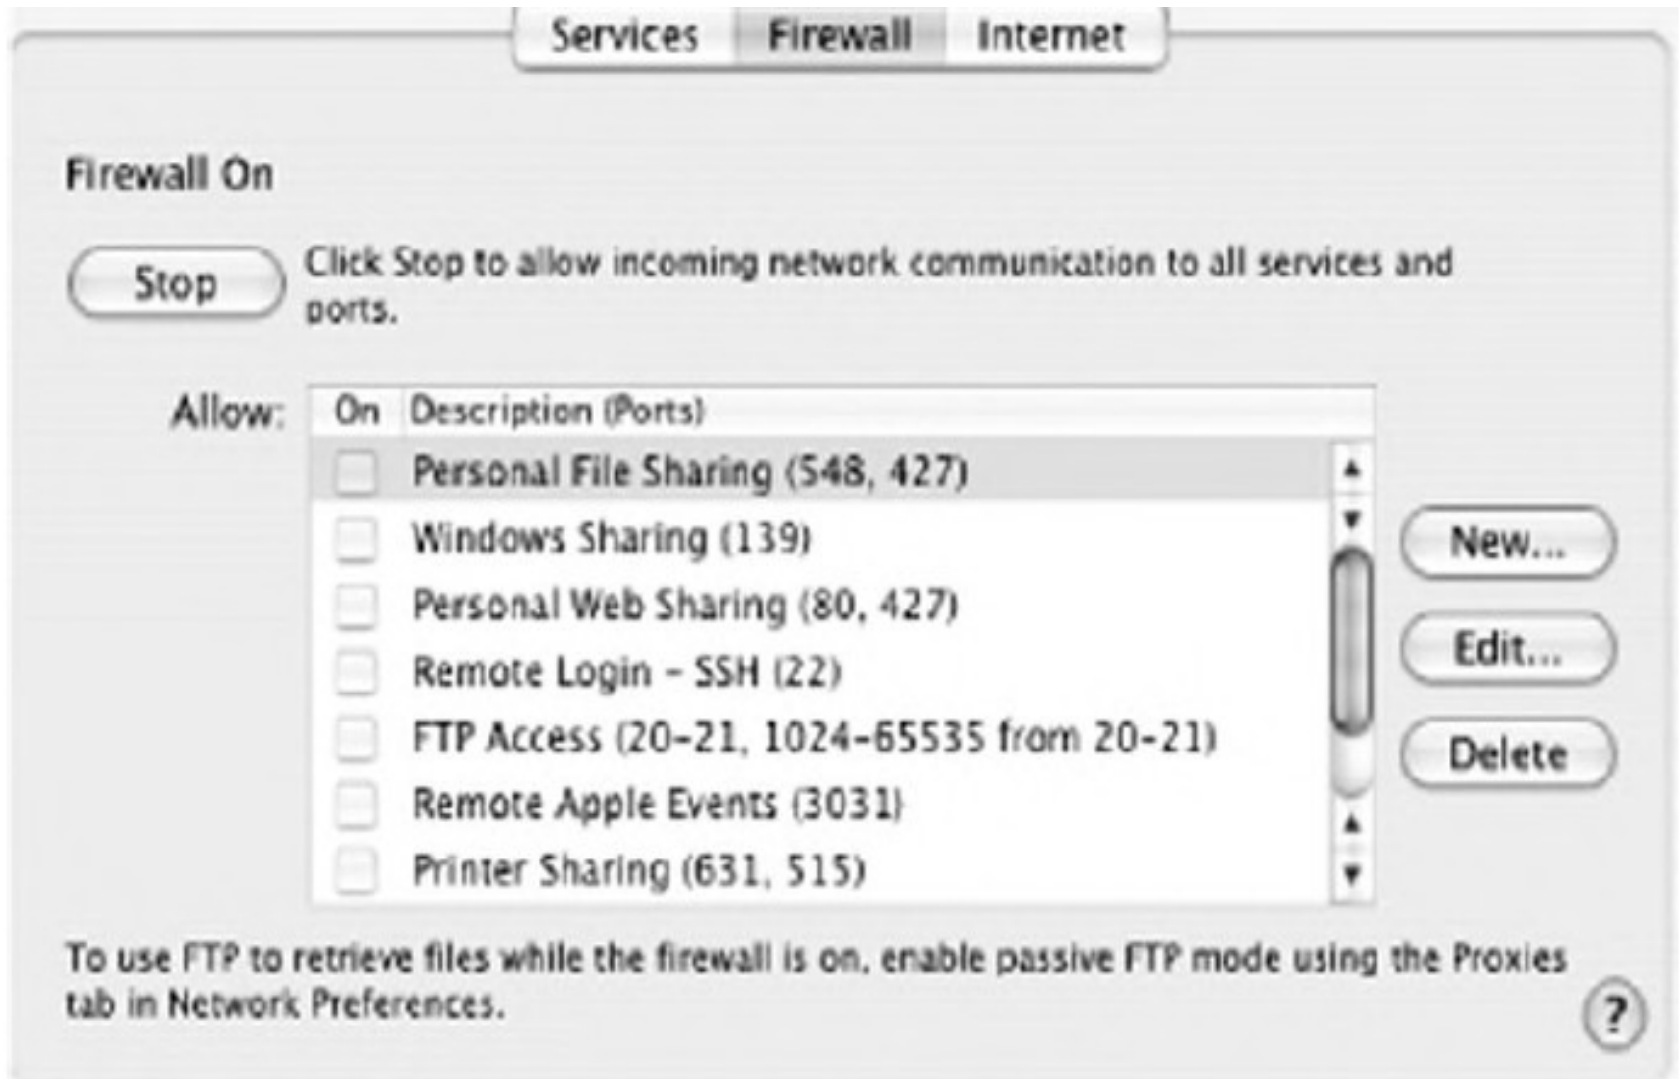 Services Firewall Internet
Firewall On
Stop
Click Stop to allow incoming network communication to all services and
ports.
Allow:
On Description (Ports)
Personal File Sharing (548, 427)
Windows Sharing (139)
Personal Web Sharing (80, 427)
Remote Login - SSH (22)
FTP Access (20-21, 1024-65535 from 20-21)
Remote Apple Events (3031)
Printer Sharing (631, 515)
New...
Edit...
Delete
To use FTP to retrieve files while the firewall is on, enable passive FTP mode using the Proxies
tab in Network Preferences.
?